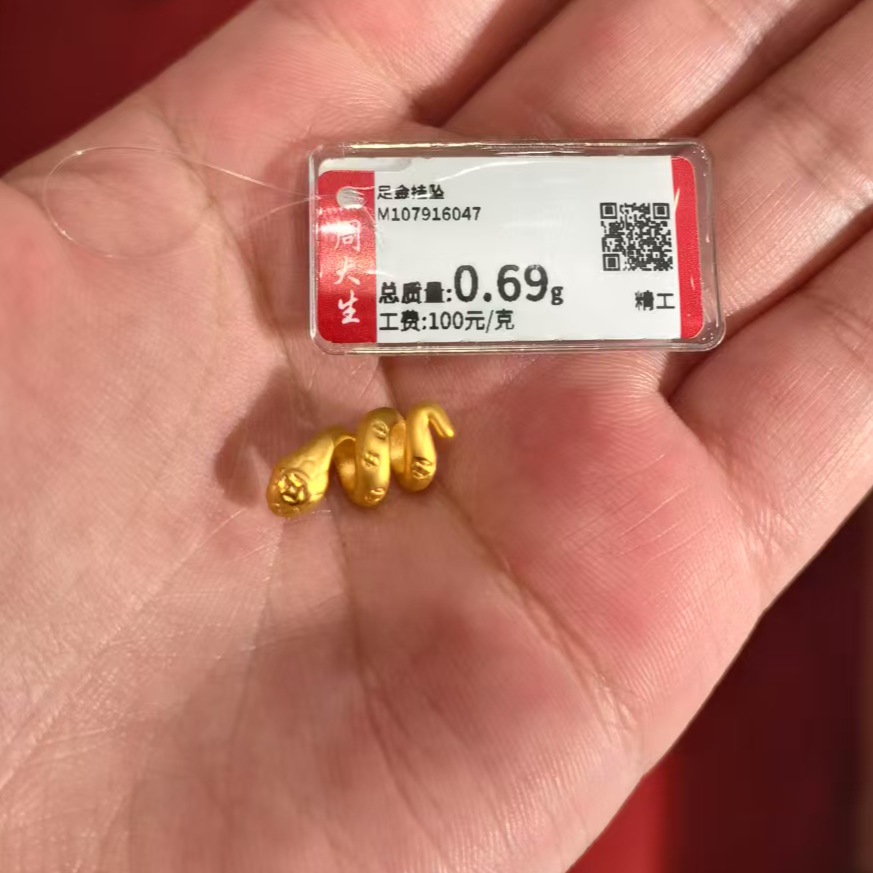 足金挂坠
M107916047
周大生
总质量:0.69g
工费:100元/克
精工